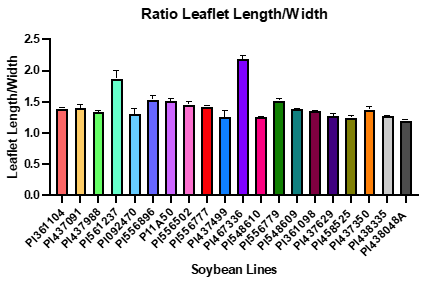 Ratio Leaflet Length/Width
Leaflet Length/Width
2.5
2.0
1.5
1.0
0.5
0.0
PI361104
PI437091
PI437988
PI561237
PI092470
PI556896
P11A50
PI556502
PI556777
PI437499
PI467336
PI548610
PI556779
PI548609
PI361098
PI437629
PI458525
PI437350
PI438335
PI438048A
Soybean Lines